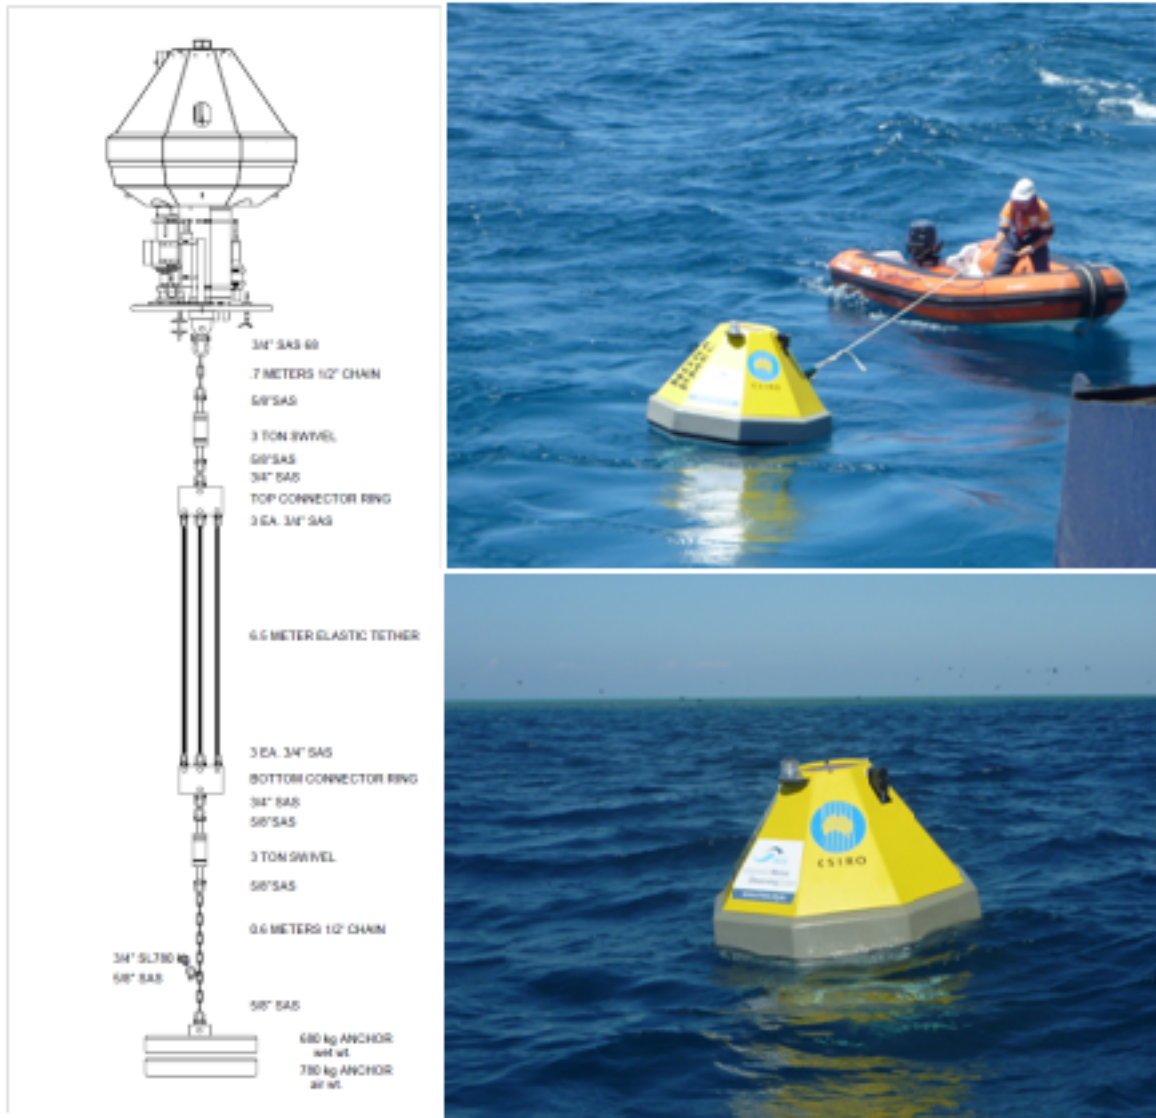 3/4" SAS 68
.7 METERS 1/2" CHAIN
5/8"SAS
3 TON SWIVEL
5/8"SAS
3/4" SAS
TOP CONNECTOR RING
3 EA. 3/4" SAS
6.5 METER ELASTIC TETHER
3 EA. 3/4" SAS
BOTTOM CONNECTOR RING
3/4" SAS
5/8"SAS
3 TON SWIVEL
5/8"SAS
0.6 METERS 1/2' CHAIN
3/4" SL780 kg
5/8" SAS
5/8" SAS
680 kg ANCHOR
wet wt.
780 kg ANCHOR
air wt.
CSIRO
CSIRO